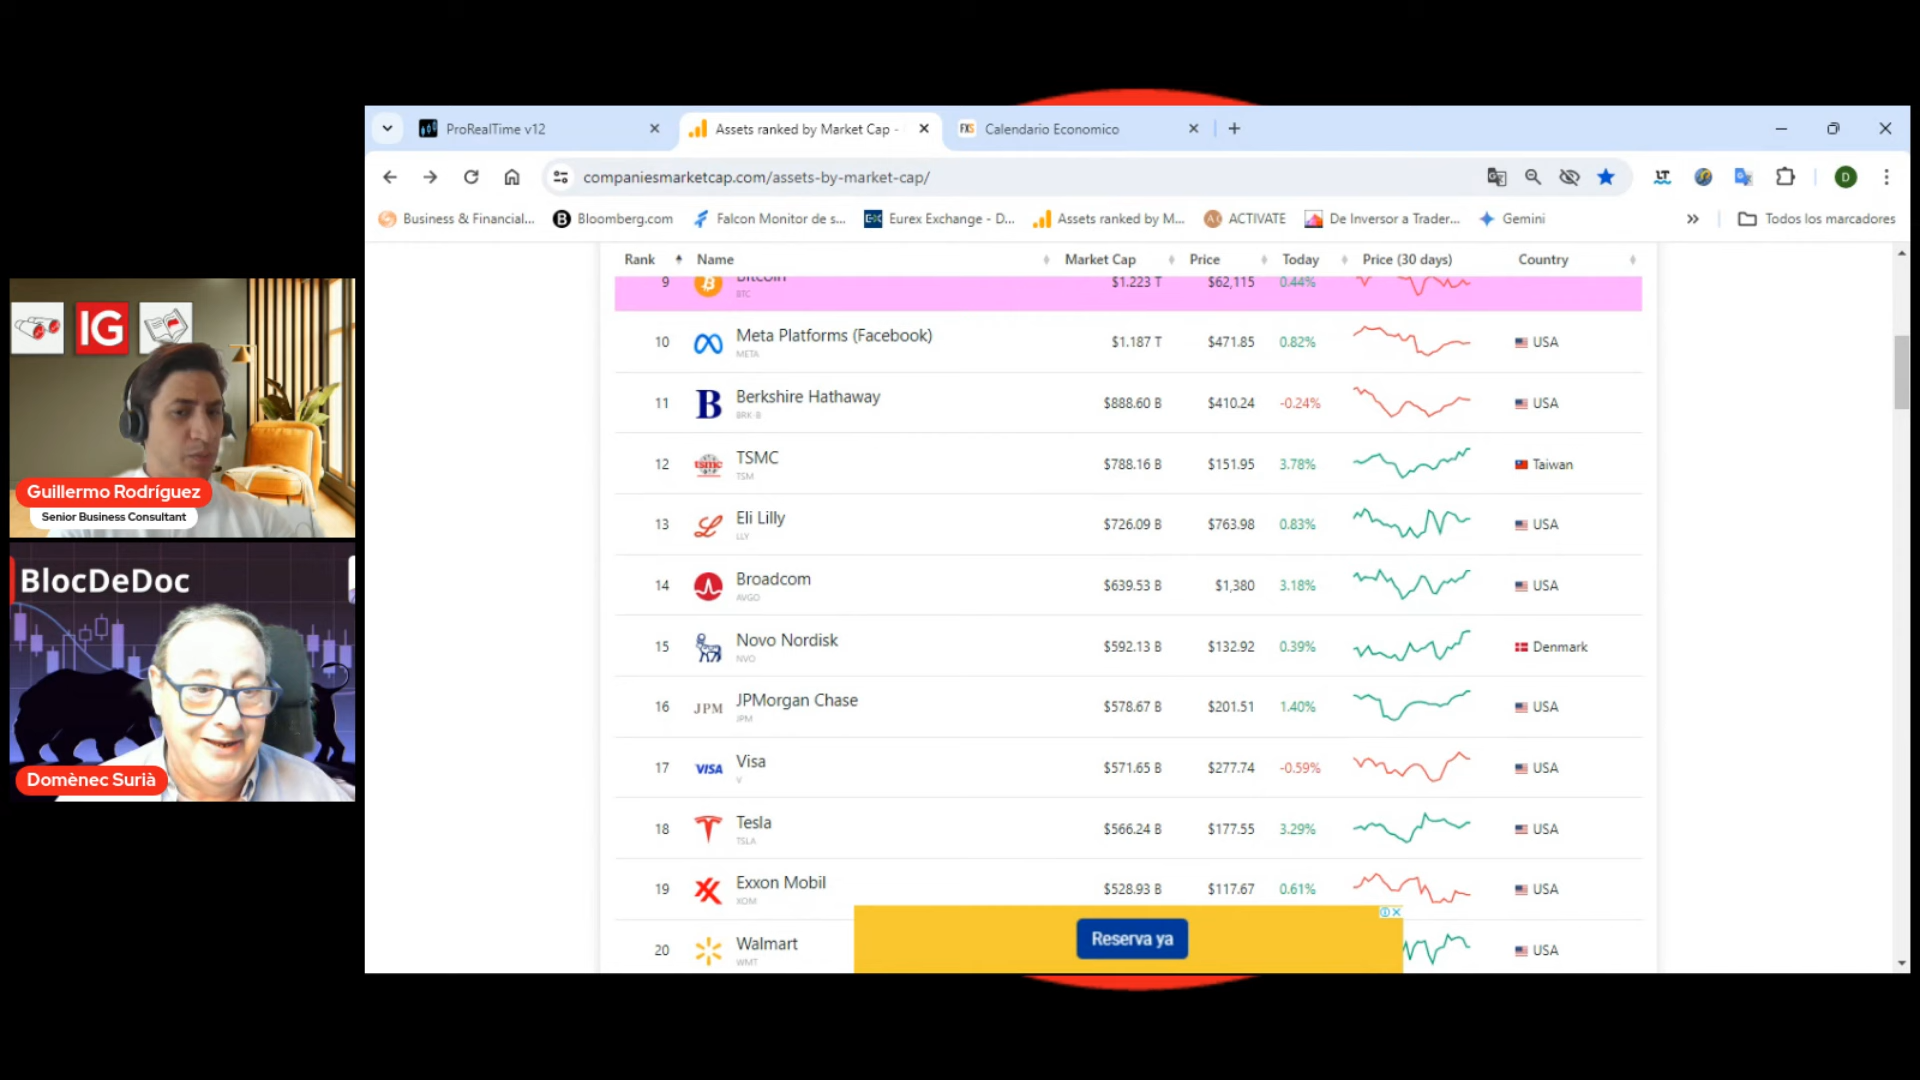 ProRealTime v12
Assets ranked by Market Cap -
FXS
Calendario Economico
companiesmarketcap.com/assets-by-market-cap/
D
Business & Financial...
Bloomberg.com
Falcon Monitor de s...
Eurex Exchange - D...
Assets ranked by M...
ACTIVATE
De Inversor a Trader...
Gemini
Todos los marcadores
Rank Name Market Cap Price Today Price (30 days) Country
9 Bitcoin BTC $1.223 T $62,115 0.44%
10 Meta Platforms (Facebook) META $1.187 T $471.85 0.82% USA
11 Berkshire Hathaway BRK-B $888.60 B $410.24 -0.24% USA
12 TSMC TSM $788.16 B $151.95 3.78% Taiwan
13 Eli Lilly LLY $726.09 B $763.98 0.83% USA
14 Broadcom AVGO $639.53 B $1,380 3.18% USA
15 Novo Nordisk NVO $592.13 B $132.92 0.39% Denmark
16 JPM JPMorgan Chase JPM $578.67 B $201.51 1.40% USA
17 VISA Visa V $571.65 B $277.74 -0.59% USA
18 Tesla TSLA $566.24 B $177.55 3.29% USA
19 Exxon Mobil XOM $528.93 B $117.67 0.61% USA
20 Walmart WMT USA
Reserva ya
IG
Guillermo Rodríguez
Senior Business Consultant
BlocDeDoc
Domènec Surià